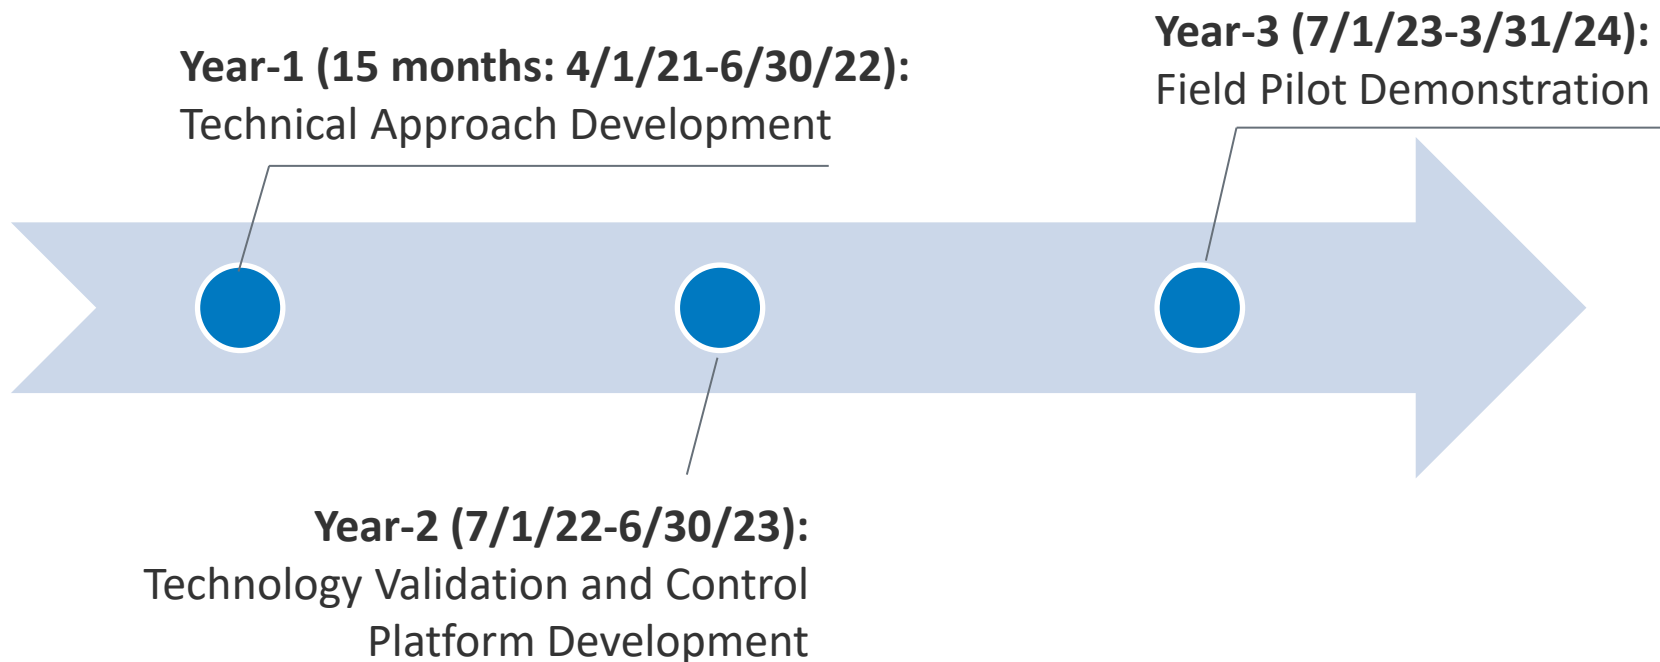 Year-1 (15 months: 4/1/21-6/30/22):
Technical Approach Development
Year-2 (7/1/22-6/30/23):
Technology Validation and Control
Platform Development
Year-3 (7/1/23-3/31/24):
Field Pilot Demonstration